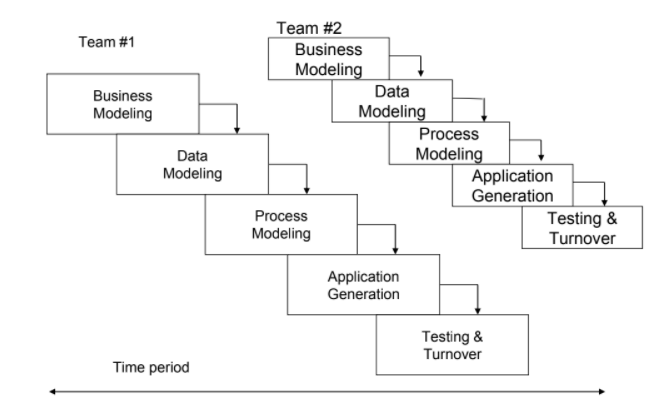 Team #1
Business
Modeling
Data
Modeling
Process
Modeling
Application
Generation
Testing &
Turnover
Team #2
Business
Modeling
Data
Modeling
Process
Modeling
Application
Generation
Testing &
Turnover
Time period